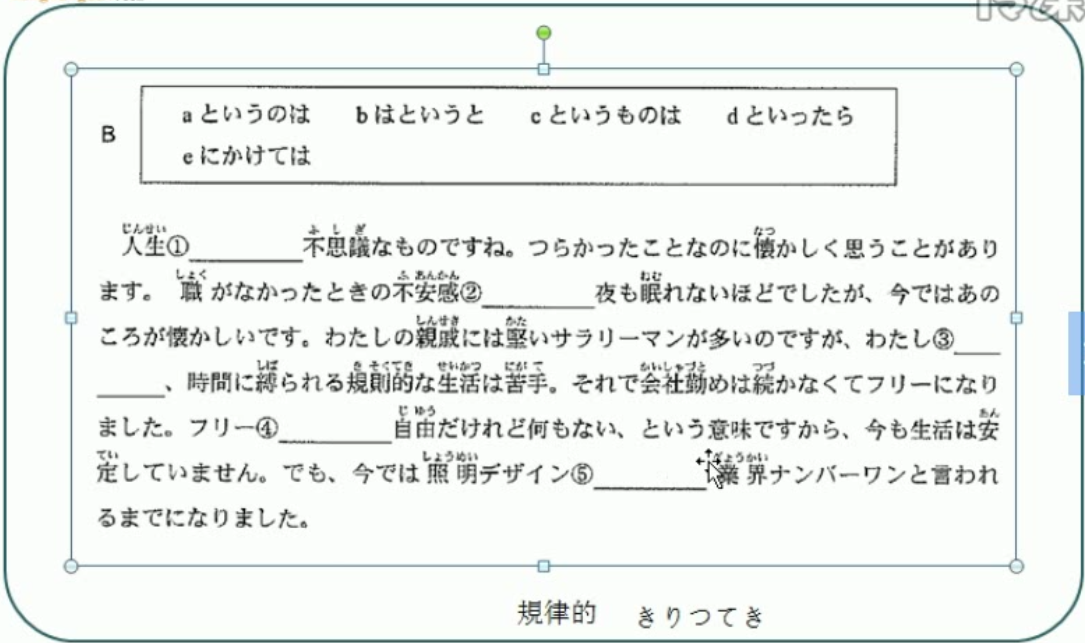 B
a というのは　b はというと　c というものは　d といったら
e にかけては
人生①＿＿＿＿不思議なものですね。つらかったことなのに懐かしく思うことがあり
ます。職がなかったときの不安感②＿＿＿＿夜も眠れないほどでしたが、今ではあの
ころが懐かしいです。わたしの親戚には堅いサラリーマンが多いのですが、わたし③＿＿
＿＿、時間に縛られる規則的な生活は苦手。それで会社勤めは続かなくてフリーになり
ました。フリー④＿＿＿＿自由だけれど何もない、という意味ですから、今も生活は安
定していません。でも、今では照明デザイン⑤＿＿＿＿業界ナンバーワンと言われ
るまでになりました。
規律的　きりつてき